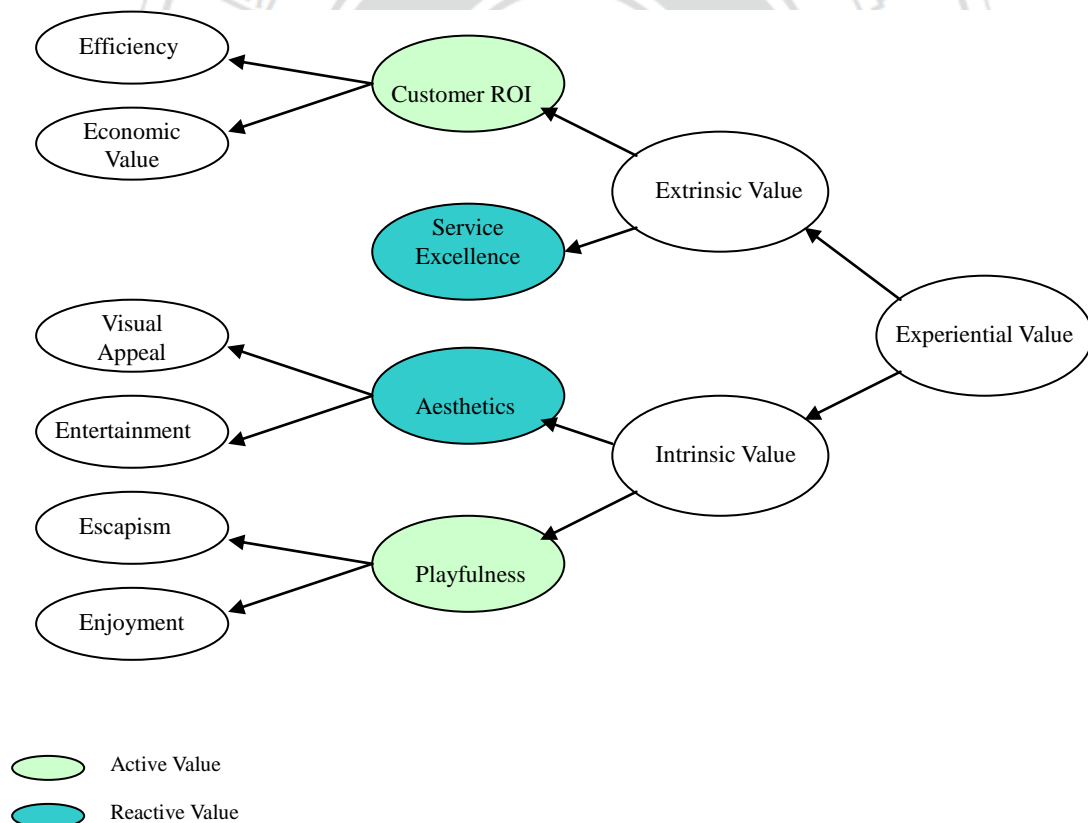 Efficiency
Customer ROI
Economic
Value
Extrinsic Value
Service
Excellence
Visual
Appeal
Experiential Value
Aesthetics
Entertainment
Intrinsic Value
Escapism
Playfulness
Enjoyment
Active Value
Reactive Value